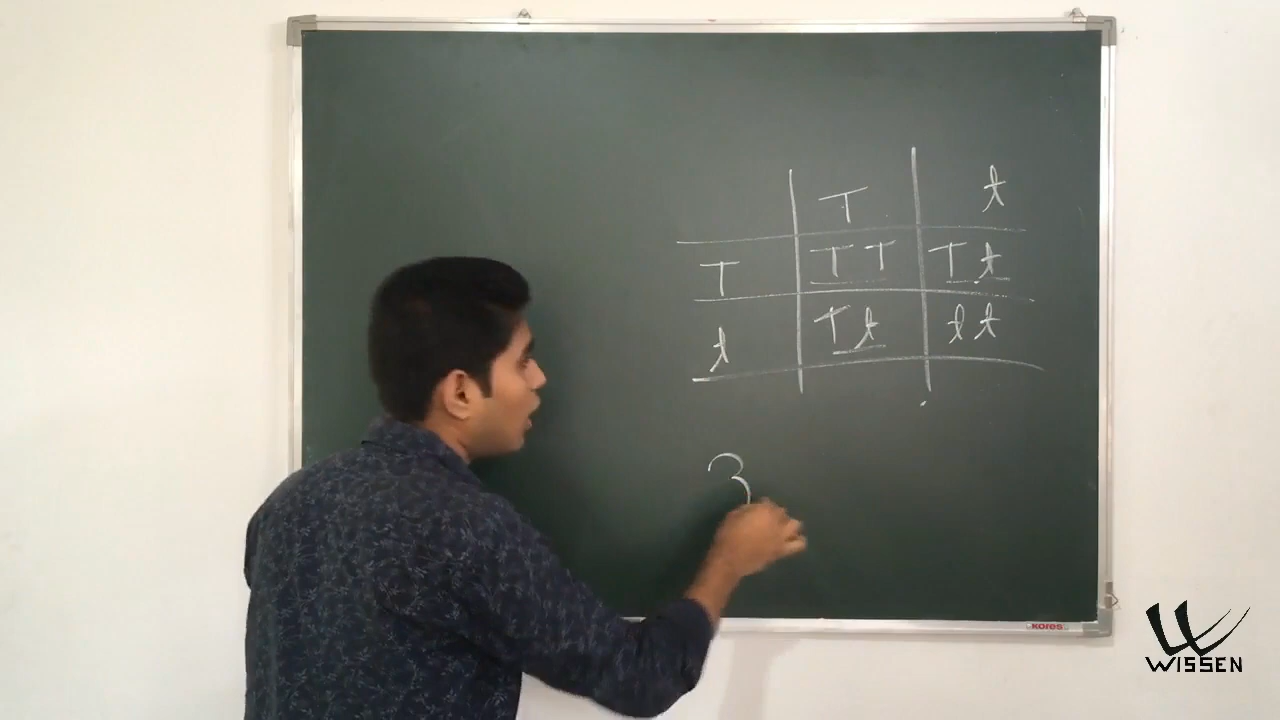 T t
T TT Tt
t Tt tt
3
KORES
WISSEN